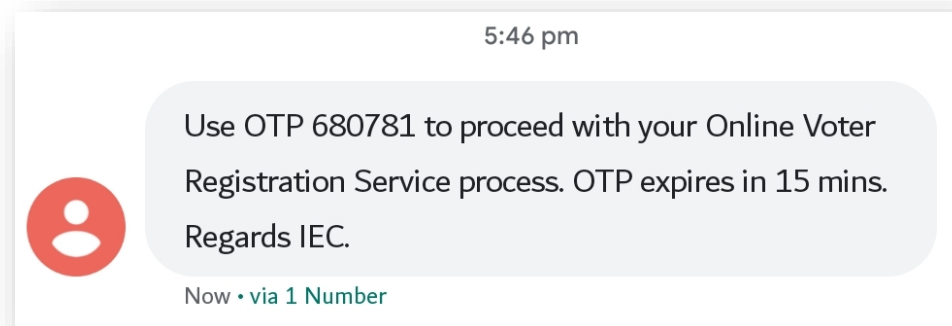 5:46 pm
Use OTP 680781 to proceed with your Online Voter
Registration Service process. OTP expires in 15 mins.
Regards IEC.
Now • via 1 Number